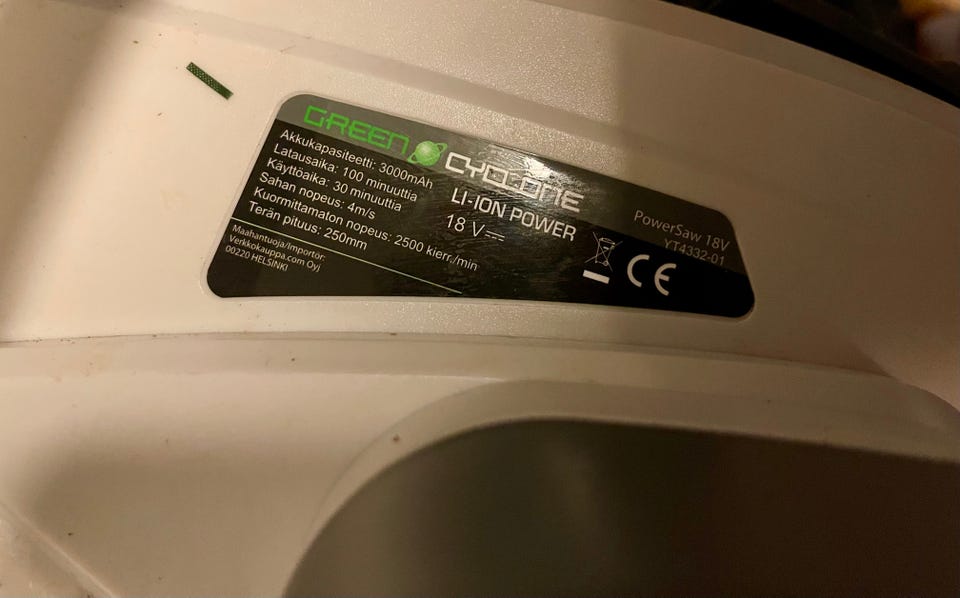 GREEN CYCLONE
Akkukapasiteetti: 3000mAh
Latausaika: 100 minuuttia
Käyttöaika: 30 minuuttia
Sahan nopeus: 4m/s
Kuormittamaton nopeus: 2500 kierr./min
Terän pituus: 250mm
Maahantuoja/Importor:
Verkkokauppa.com Oyj
00220 HELSINKI
LI-ION POWER
18 V
PowerSaw 18V
YT4332-01
CE